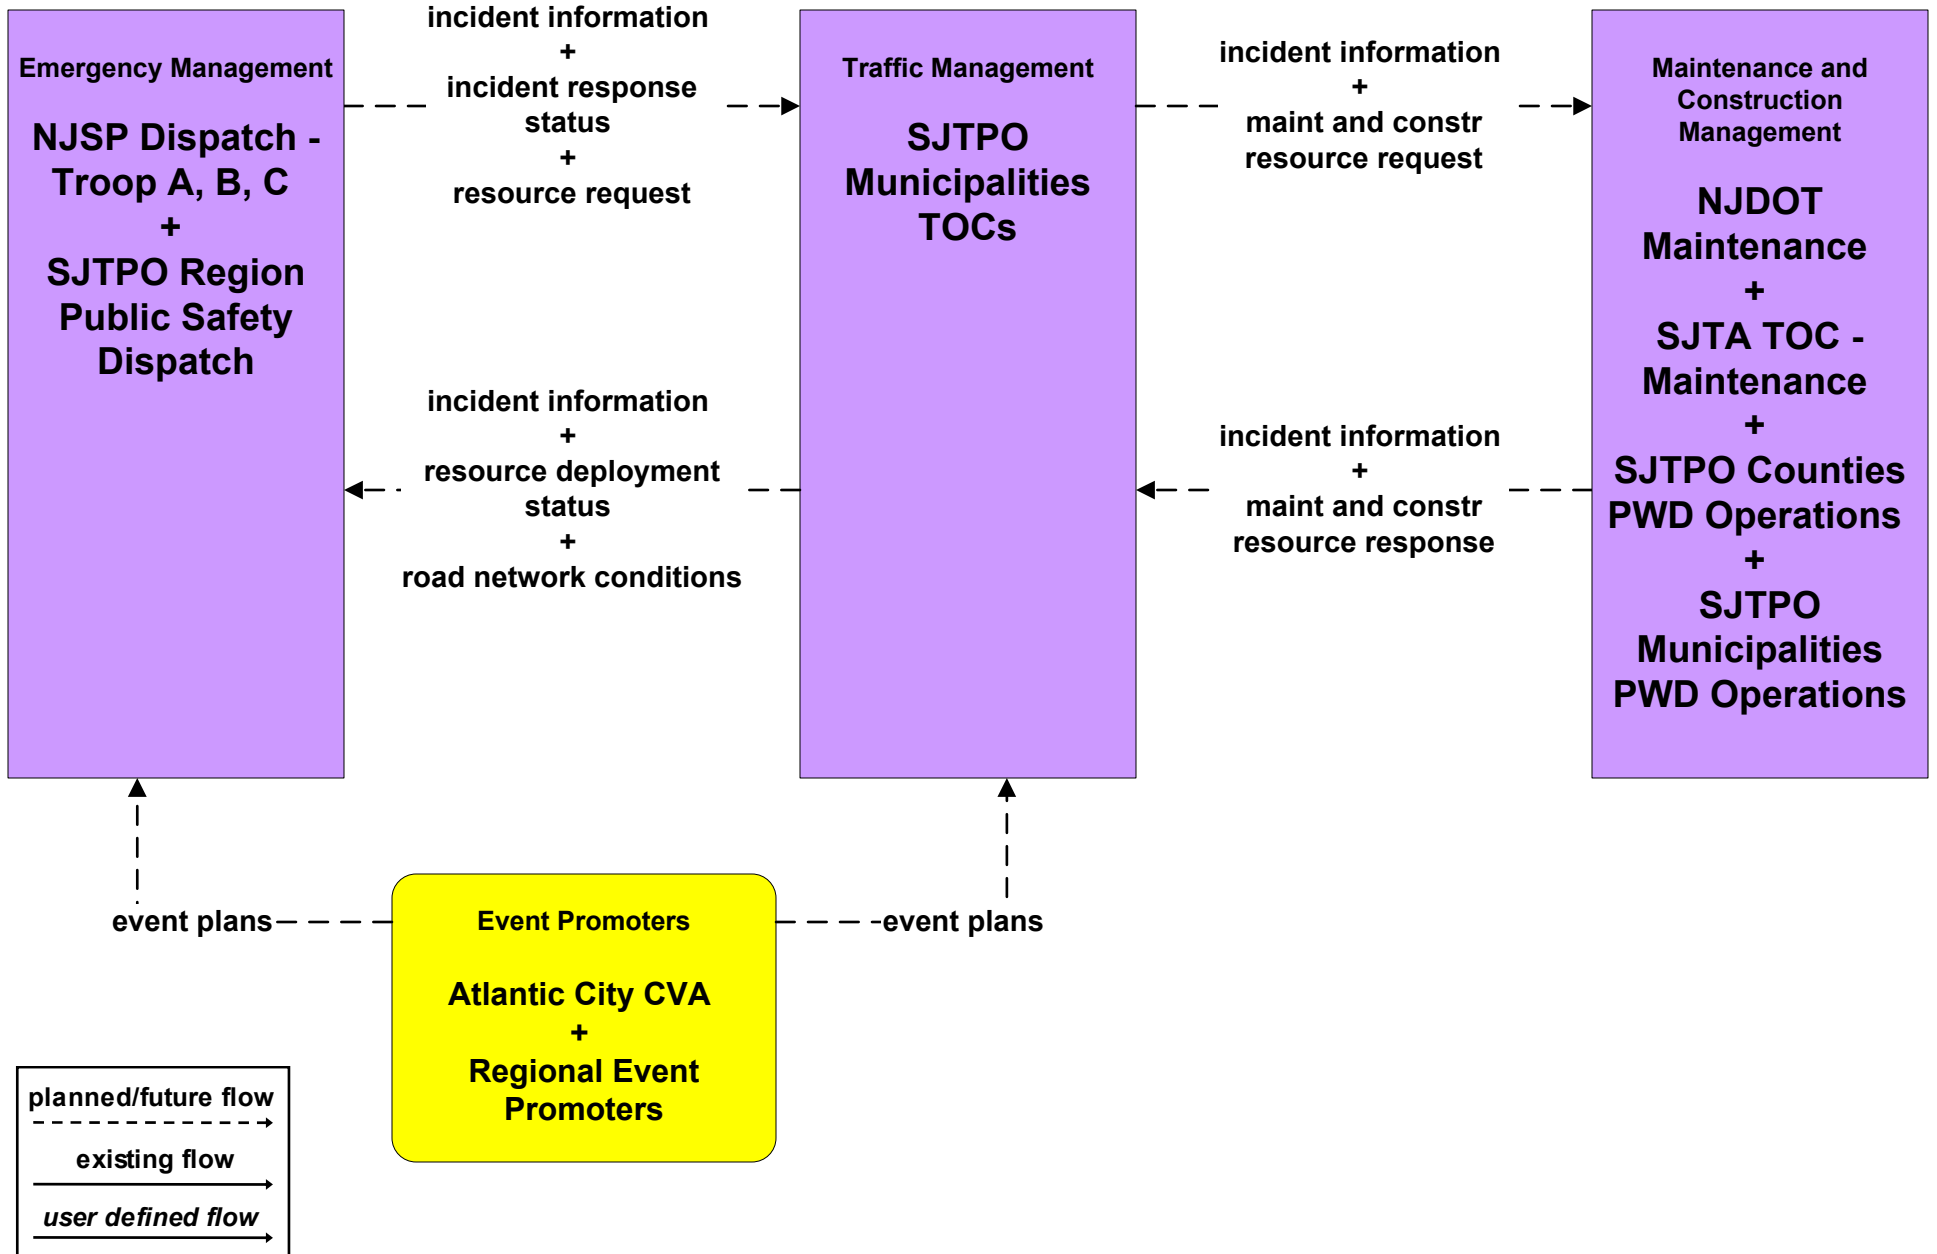 Emergency Management
NJSP Dispatch -
Troop A, B, C
+
SJTPO Region
Public Safety
Dispatch
incident information
+
incident response
status
+
resource request
incident information
+
resource deployment
status
+
road network conditions
Traffic Management
SJTPO
Municipalities
TOCs
incident information
+
maint and constr
resource request
incident information
+
maint and constr
resource response
Maintenance and
Construction
Management
NJDOT
Maintenance
+
SJTA TOC -
Maintenance
+
SJTPO Counties
PWD Operations
+
SJTPO
Municipalities
PWD Operations
event plans
Event Promoters
Atlantic City CVA
+
Regional Event
Promoters
event plans
planned/future flow
existing flow
user defined flow